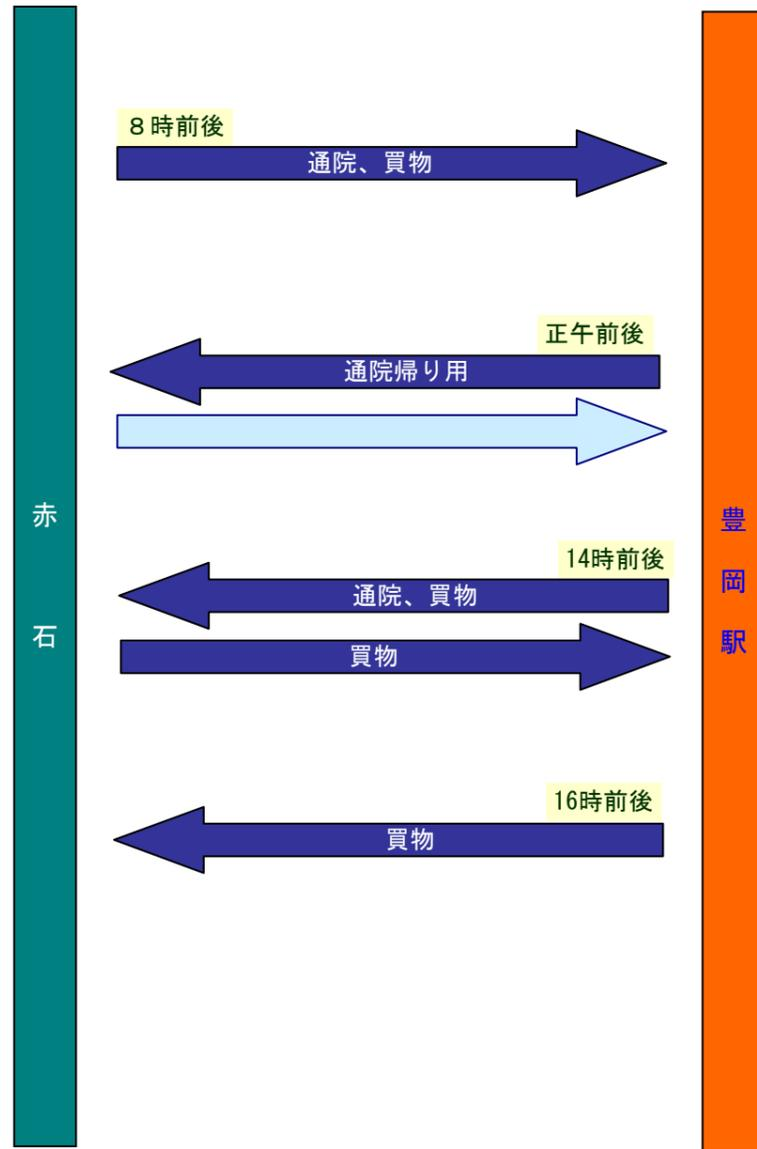 ８時前後
通院、買物
正午前後
通院帰り用
14時前後
通院、買物
買物
16時前後
買物
赤石
豊岡駅